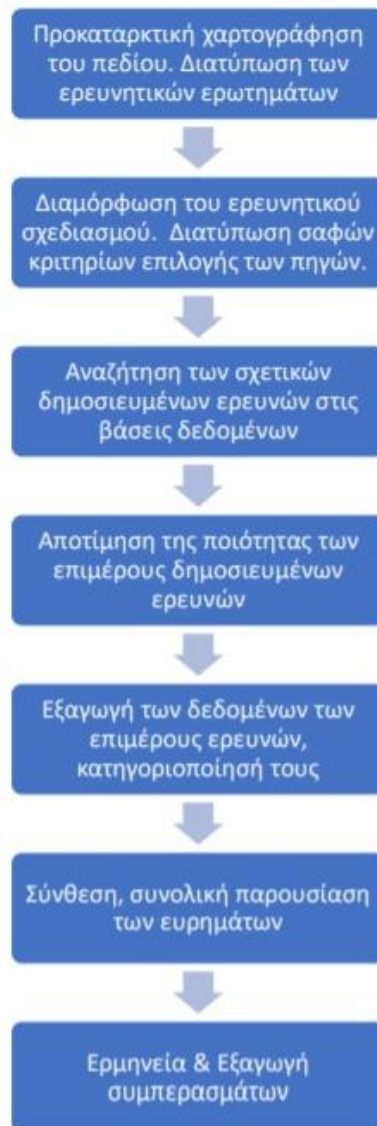 Προκαταρκτική χαρτογράφηση
του πεδίου. Διατύπωση των
ερευνητικών ερωτημάτων
Διαμόρφωση του ερευνητικού
σχεδιασμού. Διατύπωση σαφών
κριτηρίων επιλογής των πηγών.
Αναζήτηση των σχετικών
δημοσιευμένων ερευνών στις
βάσεις δεδομένων
Αποτίμηση της ποιότητας των
επιμέρους δημοσιευμένων
ερευνών
Εξαγωγή των δεδομένων των
επιμέρους ερευνών,
κατηγοριοποίησή τους
Σύνθεση, συνολική παρουσίαση
των ευρημάτων
Ερμηνεία & Εξαγωγή
συμπερασμάτων